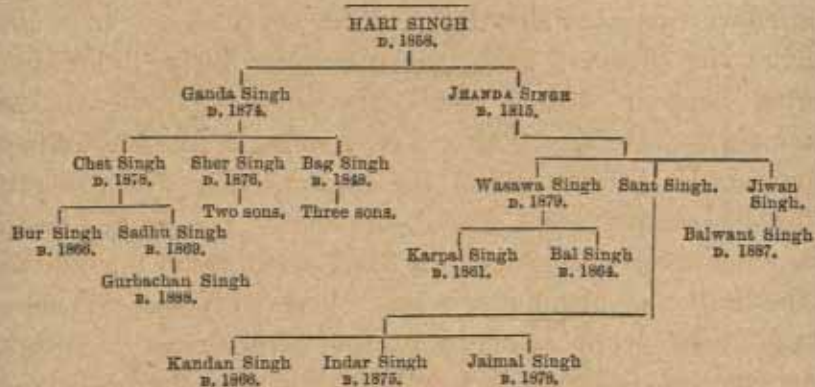 HARI SINGH
D. 1858.
Ganda Singh
D. 1874.
JHANDA SINGH
B. 1815.
Chet Singh
D. 1878.
Sher Singh
D. 1876.
Bag Singh
B. 1848.
Wasawa Singh
D. 1879.
Sant Singh.
Jiwan
Singh.
Two sons.
Three sons.
Bur Singh
B. 1866.
Sadhu Singh
B. 1869.
Balwant Singh
D. 1887.
Karpal Singh
B. 1861.
Bal Singh
B. 1864.
Gurbachan Singh
B. 1888.
Kandan Singh
B. 1866.
Indar Singh
B. 1875.
Jaimal Singh
B. 1878.